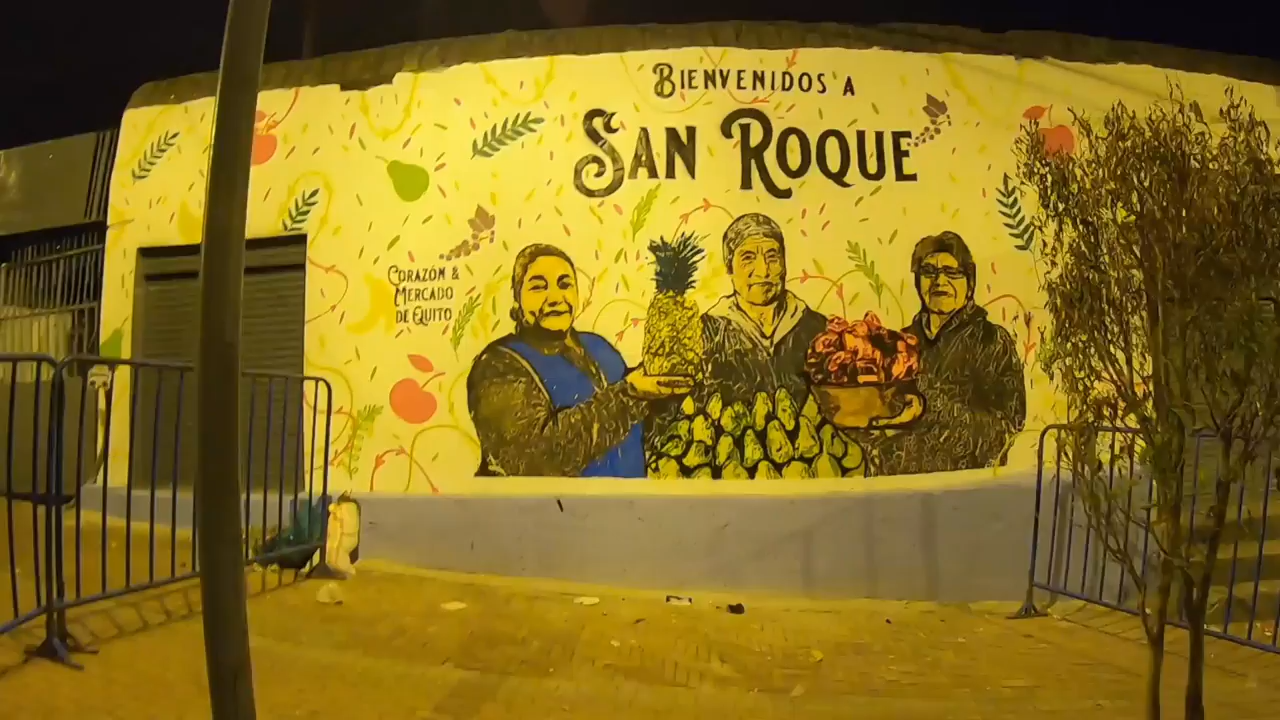 BIENVENIDOS A
SAN ROQUE
CORAZÓN &
MERCADO
DE QUITO